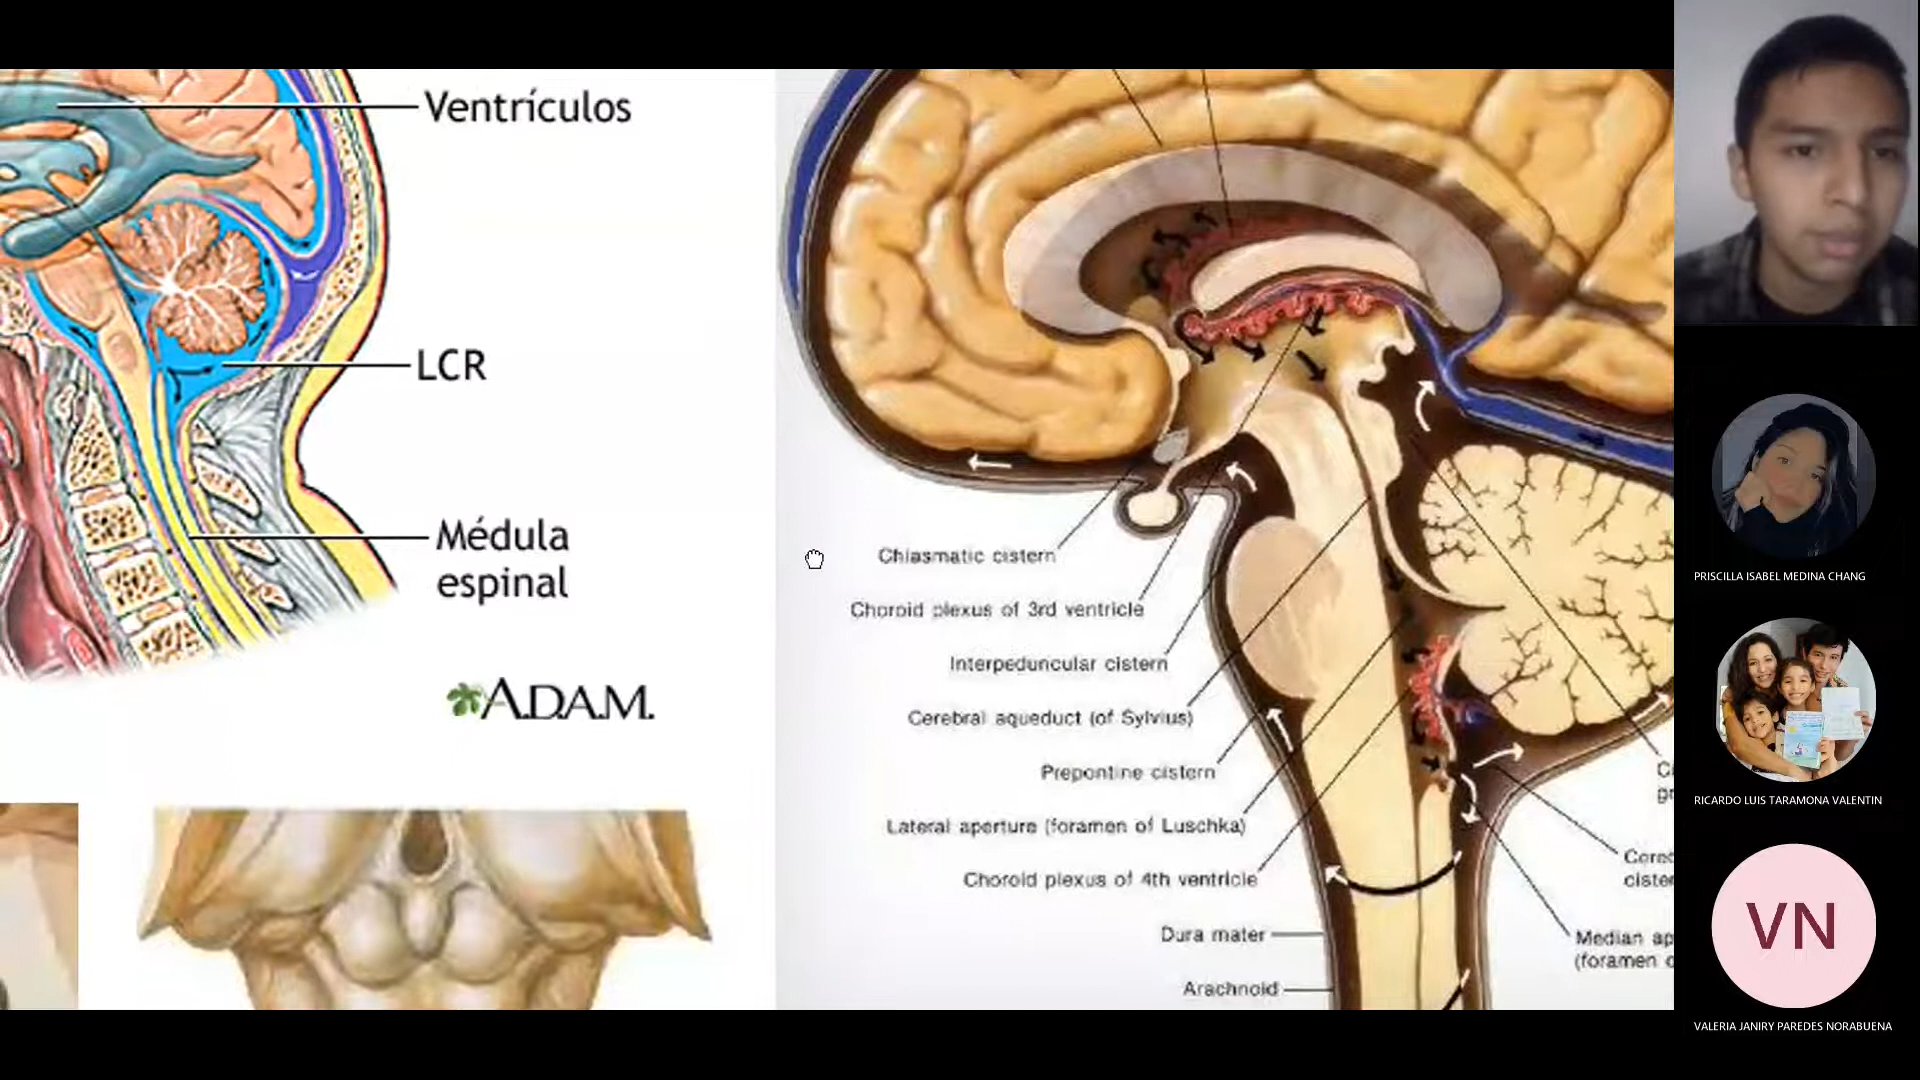 Ventrículos
LCR
Médula
espinal
A.D.A.M.
Chiasmatic cistern
Choroid plexus of 3rd ventricle
Interpeduncular cistern
Cerebral aqueduct (of Sylvius)
Prepontine cistern
Lateral aperture (foramen of Luschka)
Choroid plexus of 4th ventricle
Dura mater
Arachnoid
Median
PRISCILLA ISABEL MEDINA CHANG
RICARDO LUIS TARAMONA VALENTIN
VN
VALERIA JANIRY PAREDES NORABUENA